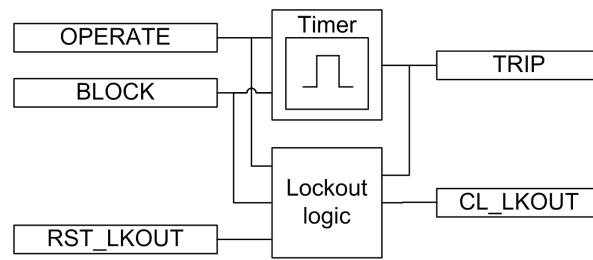 OPERATE
Timer
TRIP
BLOCK
Lockout
logic
CL_LKOUT
RST_LKOUT